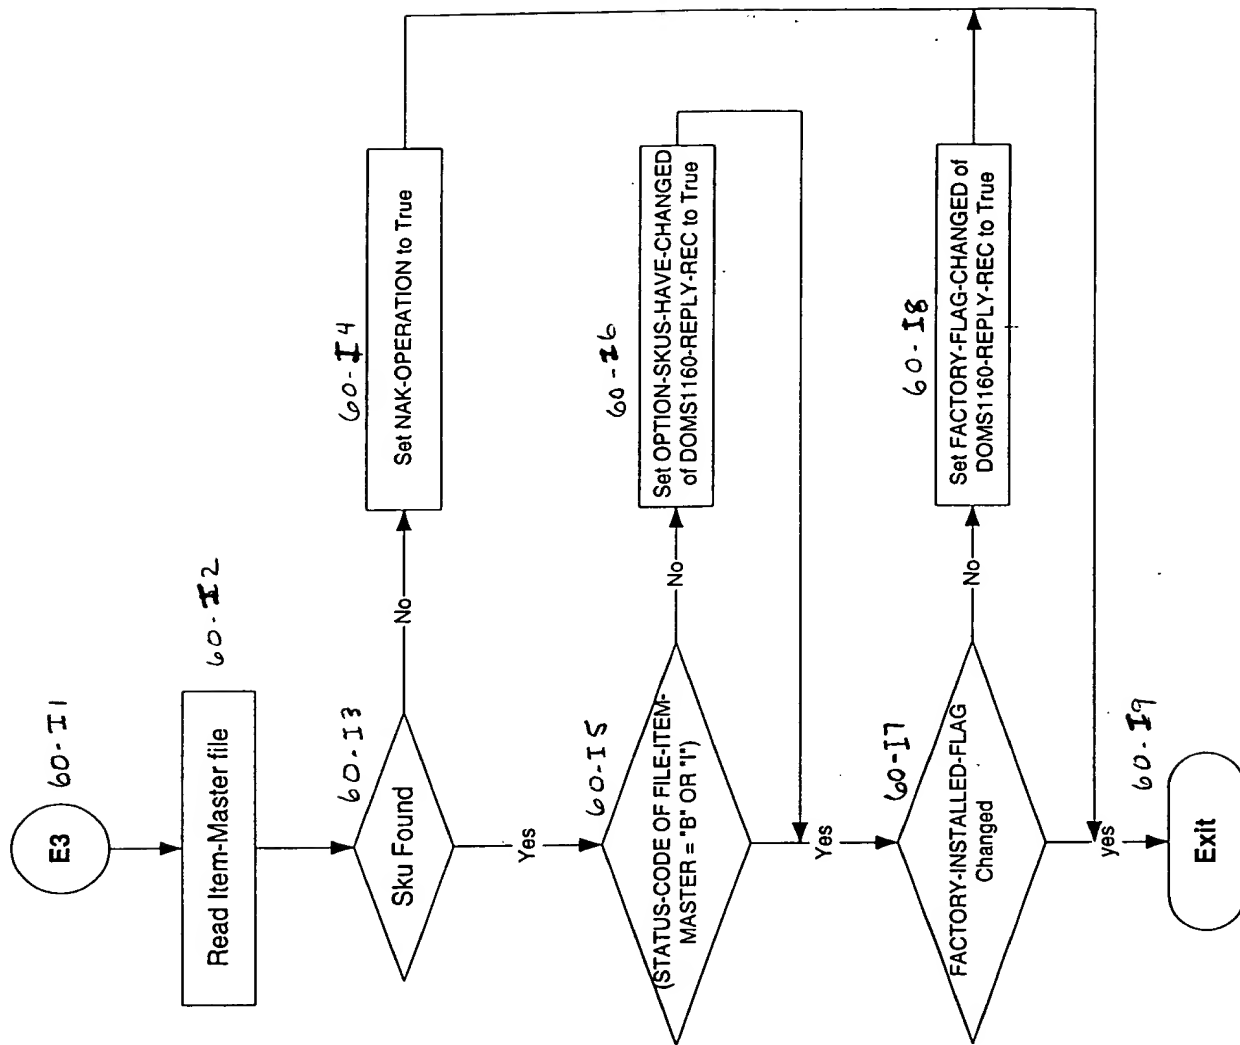 E3
60-I1
Read Item-Master file
60-I2
Sku Found
60-I3
No
Set NAK-OPERATION to True
60-I4
Yes
(STATUS-CODE OF FILE-ITEM-
MASTER = "B" OR "I")
60-I5
No
Set OPTION-SKUS-HAVE-CHANGED
of DOMS1160-REPLY-REC to True
60-I6
Yes
FACTORY-INSTALLED-FLAG
Changed
60-I7
No
Set FACTORY-FLAG-CHANGED of
DOMS1160-REPLY-REC to True
60-I8
yes
Exit
60-I9